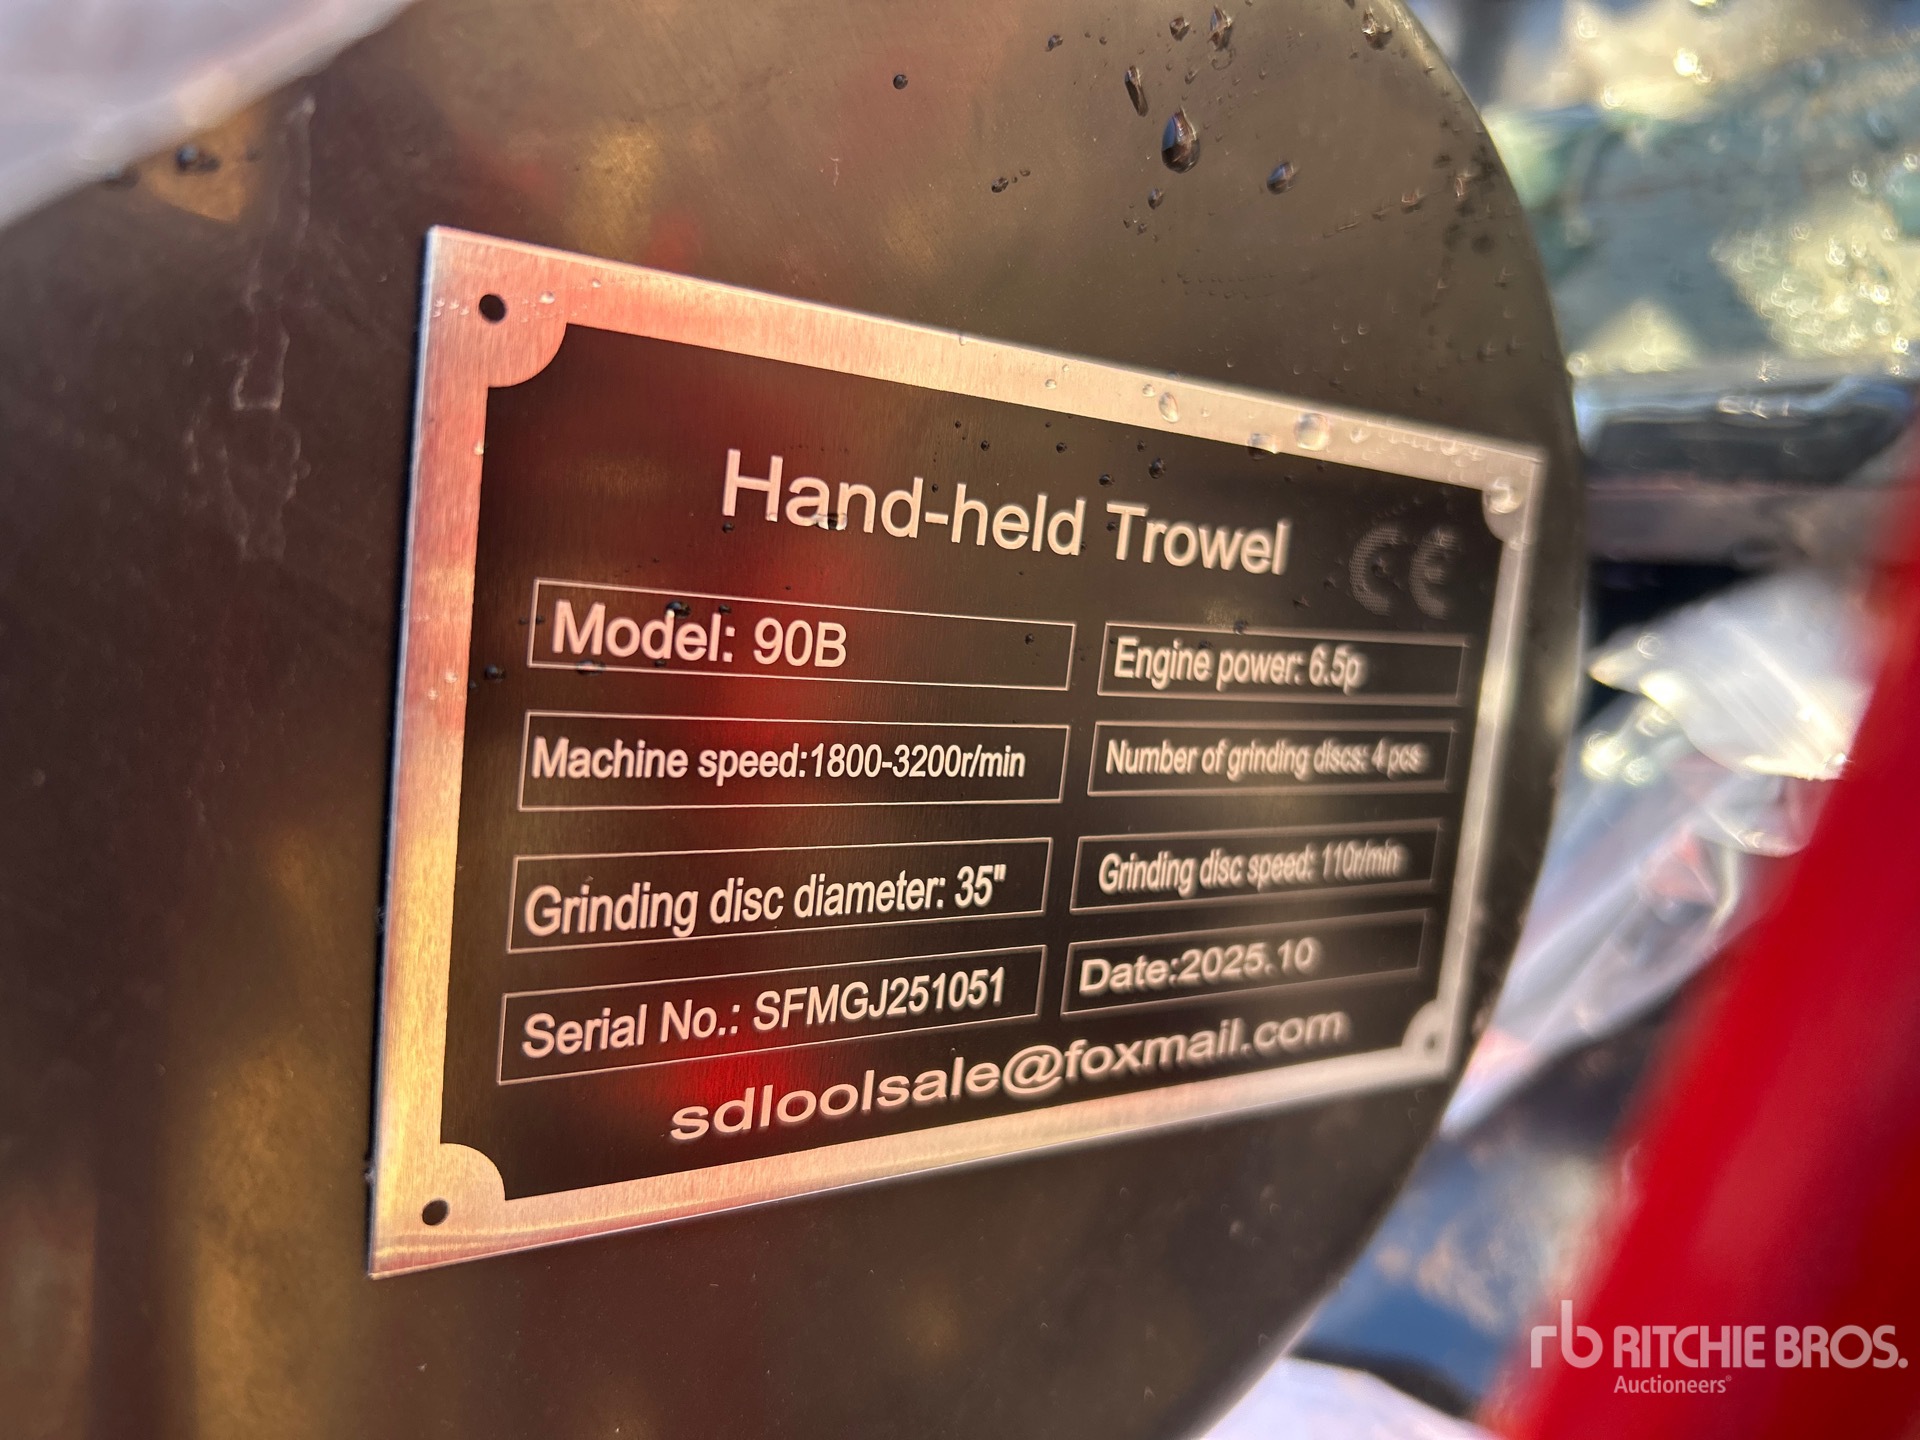 Hand-held Trowel CE
Model: 90B
Engine power: 6.5p
Machine speed:1800-3200r/min
Number of grinding discs: 4 pcs
Grinding disc diameter: 35"
Grinding disc speed: 110r/min
Serial No.: SFMGJ251051
Date:2025.10
sdloolsale@foxmail.com
rb RITCHIE BROS.
Auctioneers®